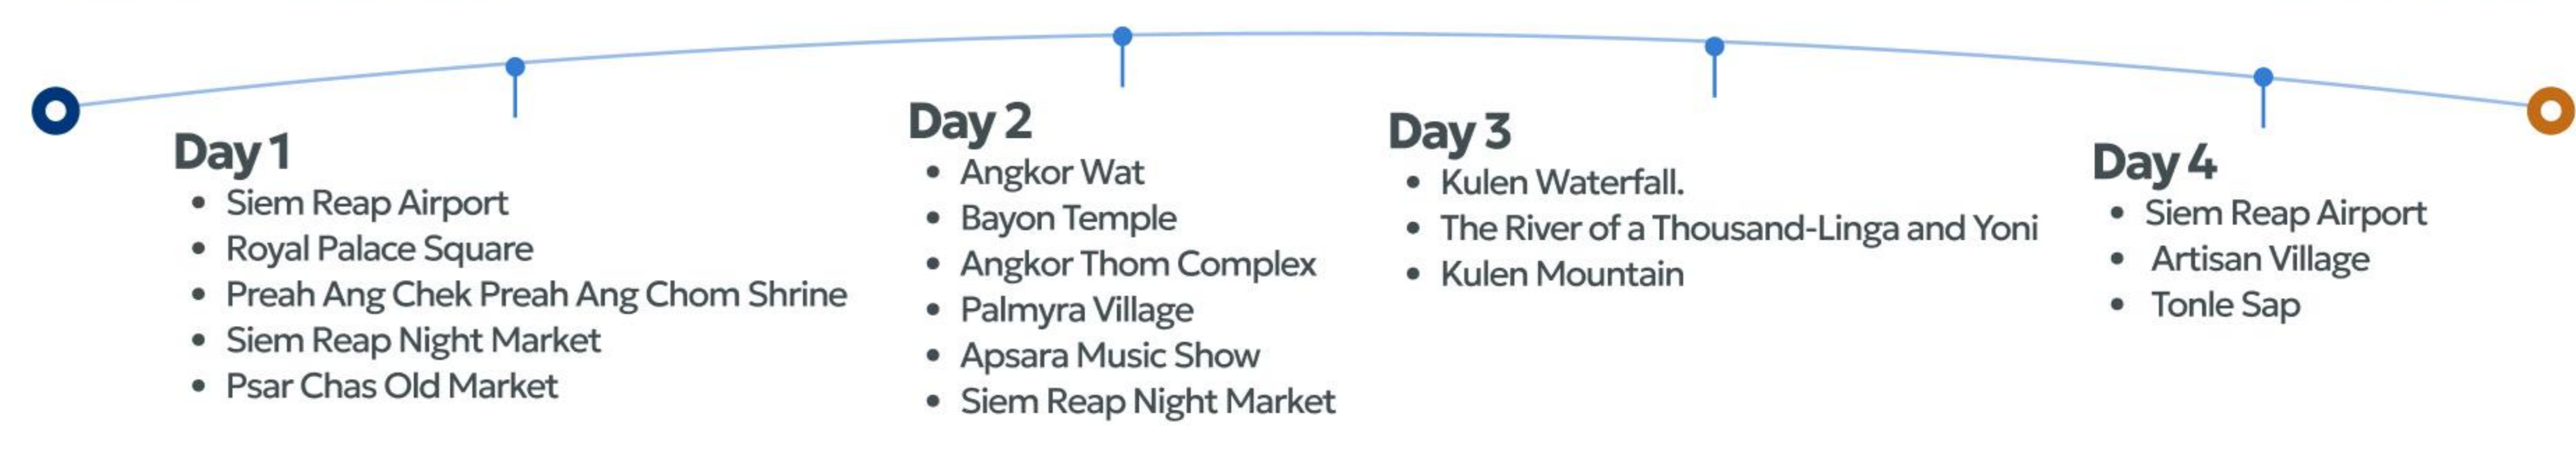 Day 1
• Siem Reap Airport
• Royal Palace Square
• Preah Ang Chek Preah Ang Chom Shrine
• Siem Reap Night Market
• Psar Chas Old Market
Day 2
• Angkor Wat
• Bayon Temple
• Angkor Thom Complex
• Palmyra Village
• Apsara Music Show
• Siem Reap Night Market
Day 3
• Kulen Waterfall.
• The River of a Thousand-Linga and Yoni
• Kulen Mountain
Day 4
• Siem Reap Airport
• Artisan Village
• Tonle Sap